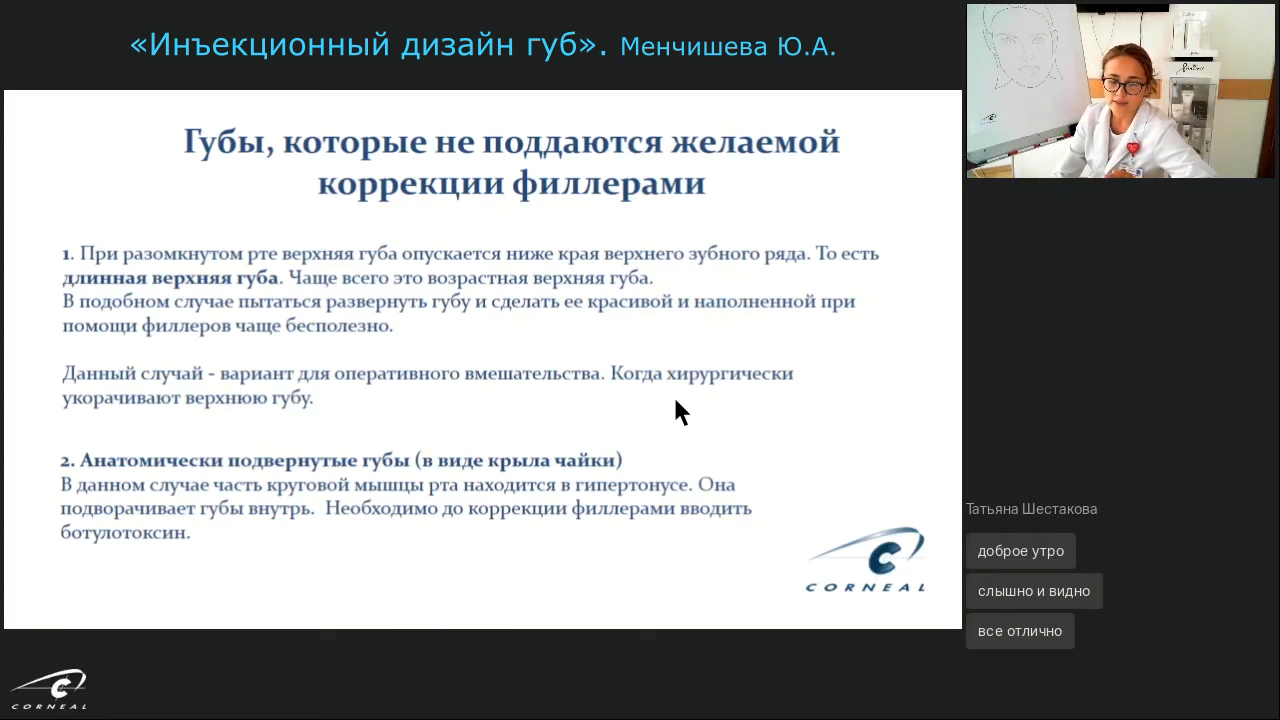 «Инъекционный дизайн губ». Менчишева Ю.А.
Губы, которые не поддаются желаемой
коррекции филлерами
1. При разомкнутом рте верхняя губа опускается ниже края верхнего зубного ряда. То есть
длинная верхняя губа. Чаще всего это возрастная верхняя губа.
В подобном случае пытаться развернуть губу и сделать ее красивой и наполненной при
помощи филлеров чаще бесполезно.
Данный случай - вариант для оперативного вмешательства. Когда хирургически
укорачивают верхнюю губу.
2. Анатомически подвернутые губы (в виде крыла чайки)
В данном случае часть круговой мышцы рта находится в гипертонусе. Она
подворачивает губы внутрь.  Необходимо до коррекции филлерами вводить
ботулотоксин.
CORNEAL
Татьяна Шестакова
доброе утро
слышно и видно
все отлично
CORNEAL